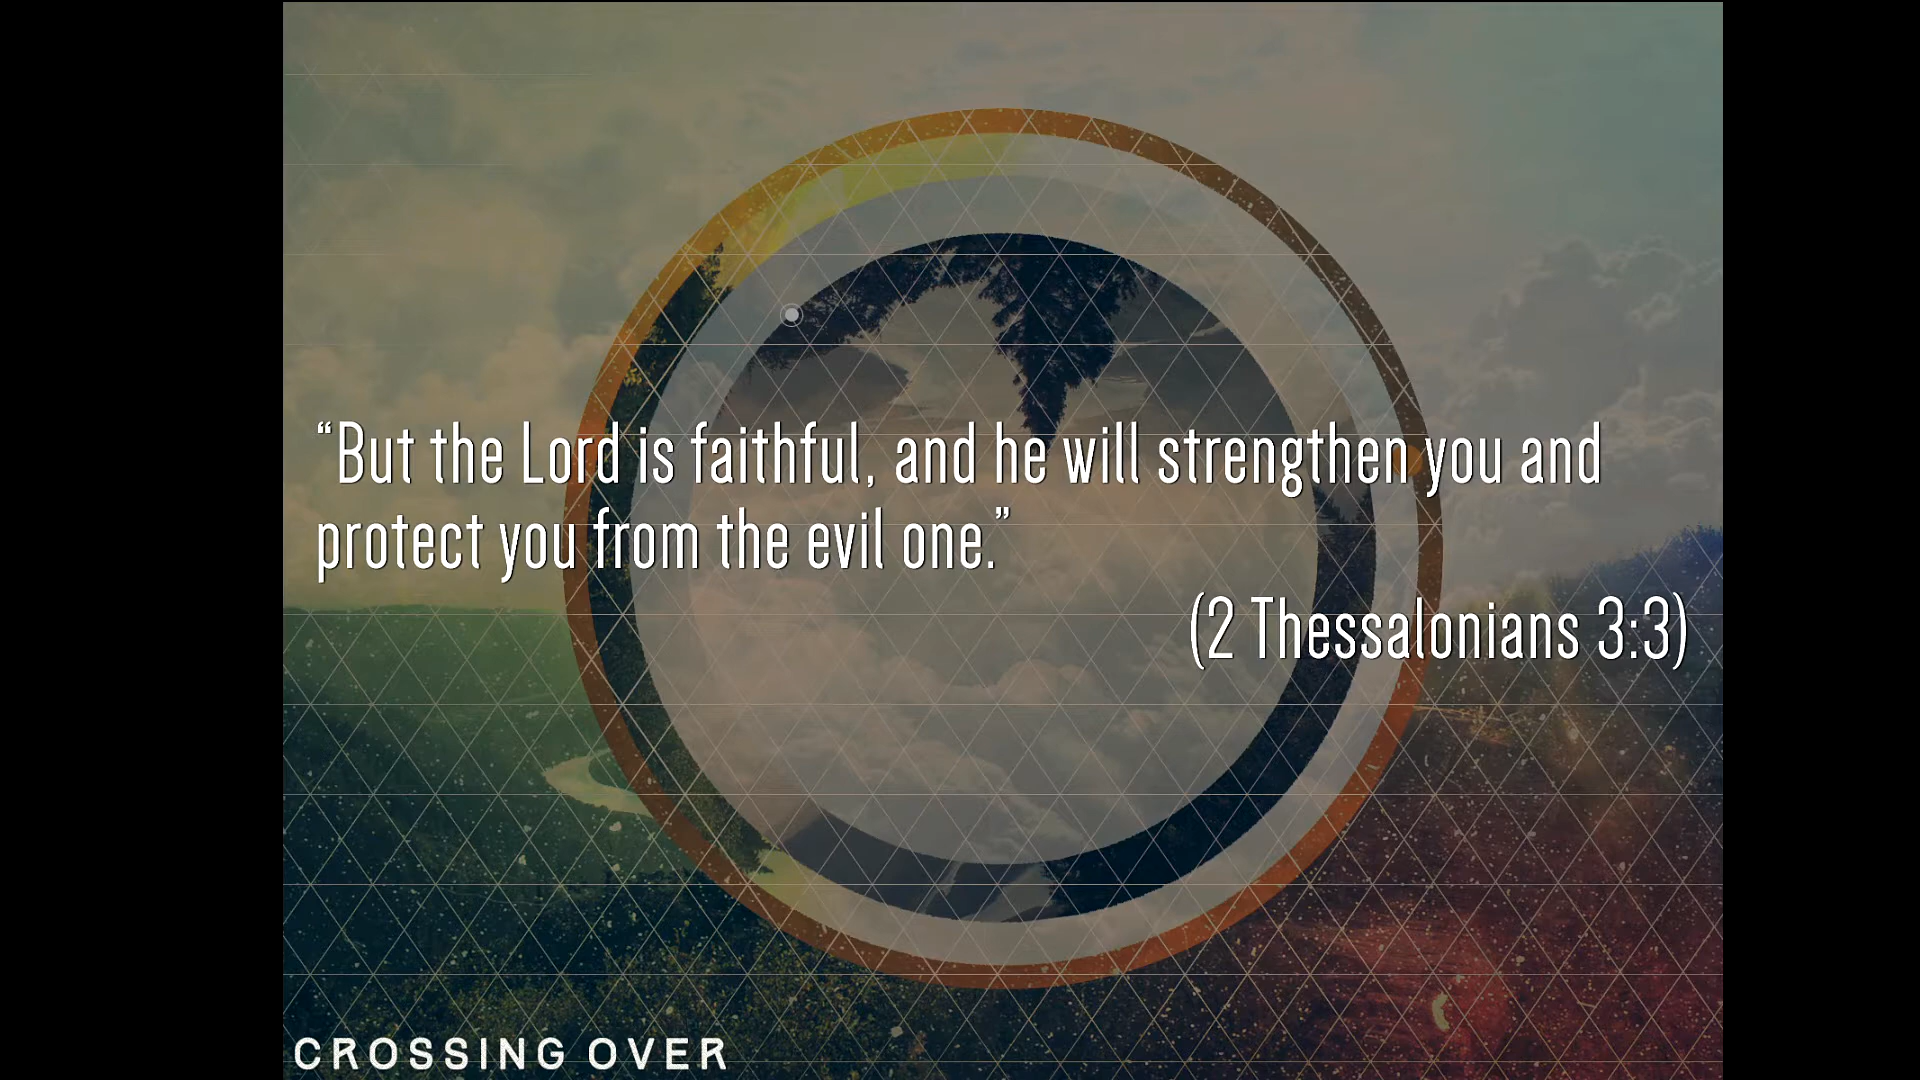 “But the Lord is faithful, and he will strengthen you and
protect you from the evil one.”
(2 Thessalonians 3:3)
CROSSING OVER